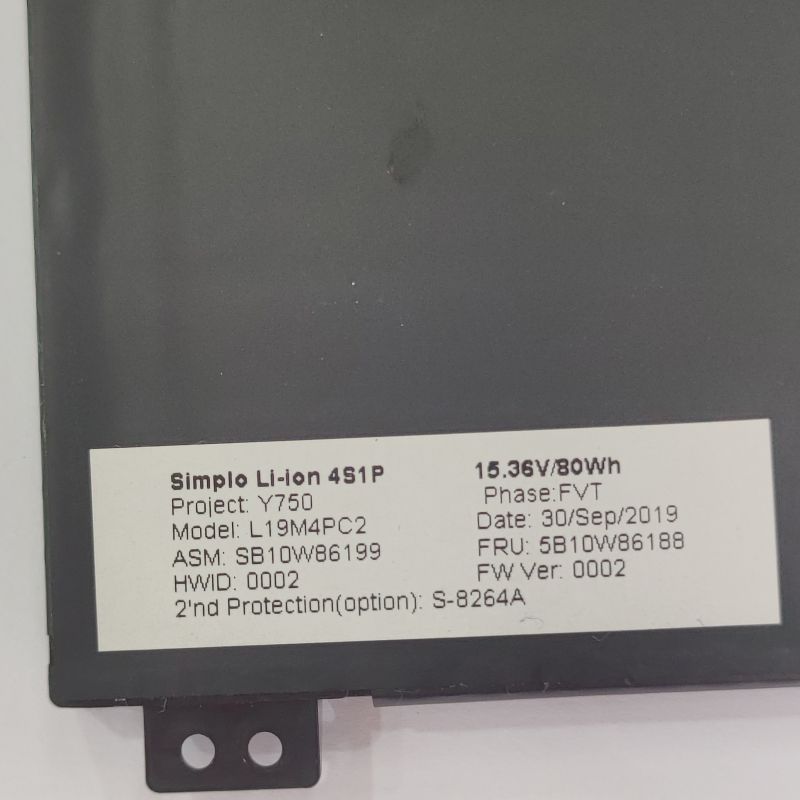 Simplo Li-ion 4S1P 15.36V/80Wh
Project: Y750 Phase:FVT
Model: L19M4PC2 Date: 30/Sep/2019
ASM: SB10W86199 FRU: 5B10W86188
HWID: 0002 FW Ver: 0002
2'nd Protection(option): S-8264A